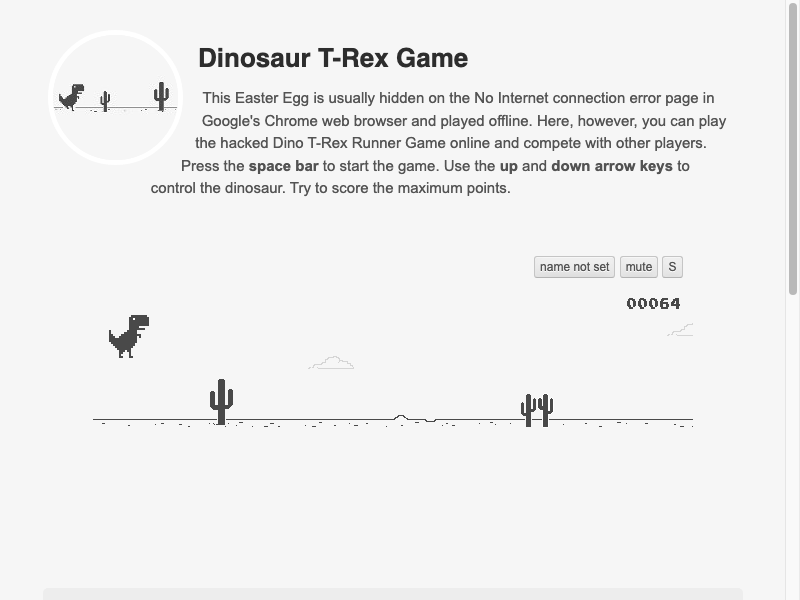 Dinosaur T-Rex Game
This Easter Egg is usually hidden on the No Internet connection error page in
Google's Chrome web browser and played offline. Here, however, you can play
the hacked Dino T-Rex Runner Game online and compete with other players.
Press the space bar to start the game. Use the up and down arrow keys to
control the dinosaur. Try to score the maximum points.
name not set mute S
00064